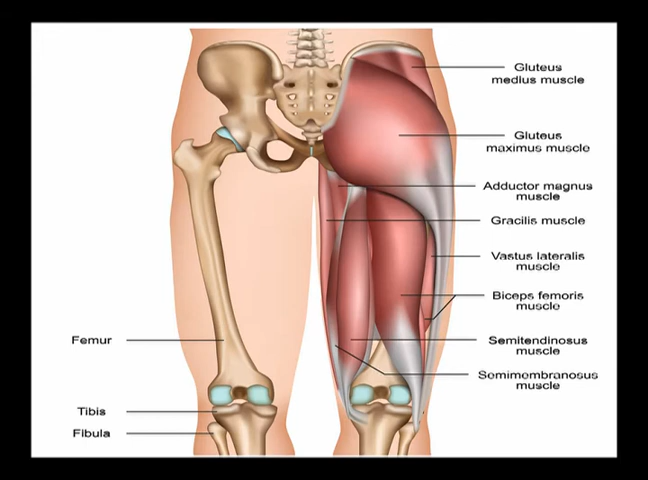 Gluteus
medius muscle
Gluteus
maximus muscle
Adductor magnus
muscle
Gracilis muscle
Vastus lateralis
muscle
Biceps femoris
muscle
Semitendinosus
muscle
Semimembranosus
muscle
Femur
Tibis
Fibula